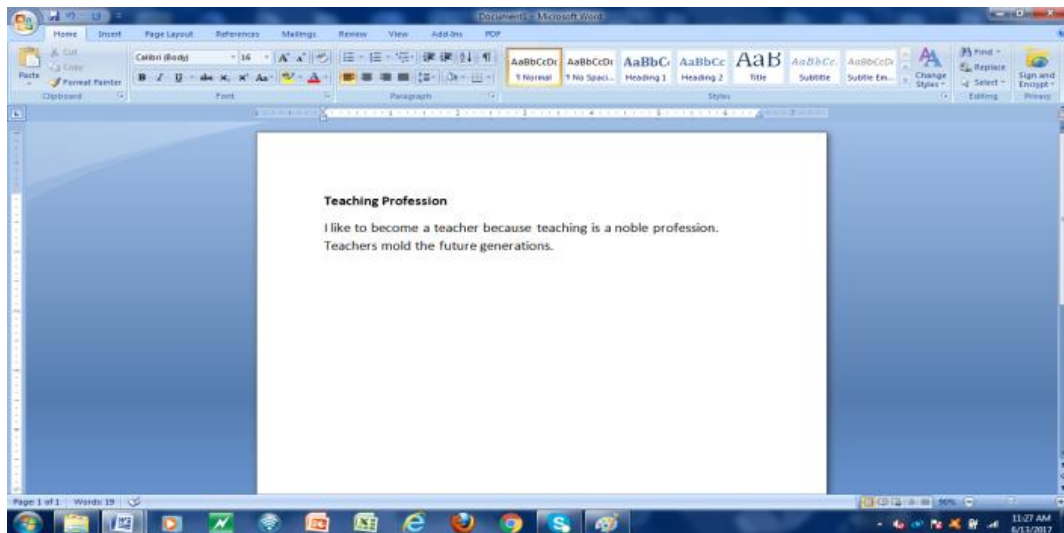 Document1 - Microsoft Word
Home Insert Page Layout References Mailings Review View Add-Ins PDF
Cut
Copy
Format Painter
Paste
Calibri (Body) 16
AaBbCcDc AaBbCcDc AaBbC AaBbCc AaB AaBbCc. AaBbCcDc
Normal No Spaci... Heading 1 Heading 2 Title Subtitle Subtle Em...
Change Styles
Find
Replace
Select
Sign and Encrypt
Clipboard Font Paragraph Styles Editing Privacy
Teaching Profession
I like to become a teacher because teaching is a noble profession.
Teachers mold the future generations.
Page: 1 of 1 Words: 19 90%
11:27 AM
6/13/2017